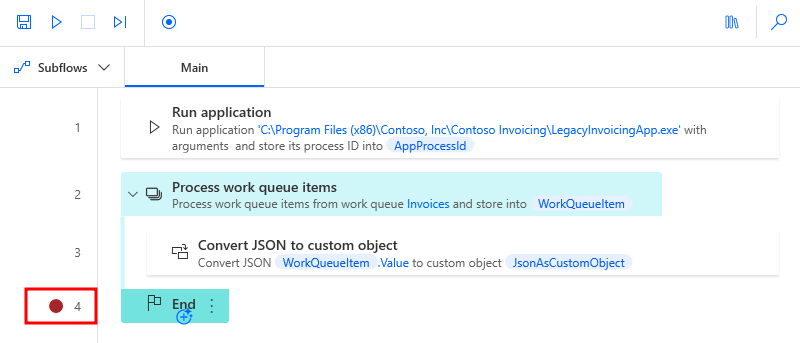 Subflows
Main
1
Run application
Run application 'C:\Program Files (x86)\Contoso, Inc\Contoso Invoicing\LegacyInvoicingApp.exe' with
arguments and store its process ID into AppProcessId
2
Process work queue items
Process work queue items from work queue Invoices and store into WorkQueueItem
3
Convert JSON to custom object
Convert JSON WorkQueueItem .Value to custom object JsonAsCustomObject
4
End